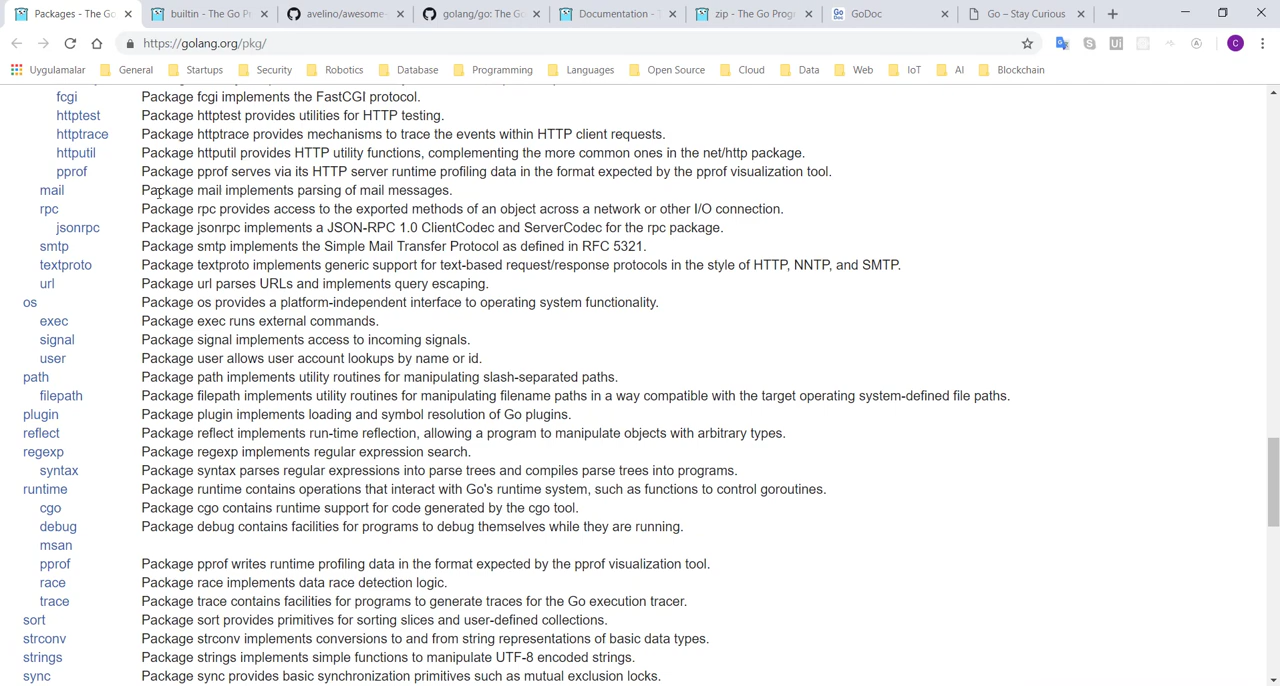 Packages - The Go
builtin - The Go P
avelino/awesome-
golang/go: The G
Documentation - T
zip - The Go Prog
GoDoc
Go – Stay Curious
https://golang.org/pkg/
Uygulamalar
General
Startups
Security
Robotics
Database
Programming
Languages
Open Source
Cloud
Data
Web
IoT
AI
Blockchain
fcgi Package fcgi implements the FastCGI protocol.
httptest Package httptest provides utilities for HTTP testing.
httptrace Package httptrace provides mechanisms to trace the events within HTTP client requests.
httputil Package httputil provides HTTP utility functions, complementing the more common ones in the net/http package.
pprof Package pprof serves via its HTTP server runtime profiling data in the format expected by the pprof visualization tool.
mail Package mail implements parsing of mail messages.
rpc Package rpc provides access to the exported methods of an object across a network or other I/O connection.
jsonrpc Package jsonrpc implements a JSON-RPC 1.0 ClientCodec and ServerCodec for the rpc package.
smtp Package smtp implements the Simple Mail Transfer Protocol as defined in RFC 5321.
textproto Package textproto implements generic support for text-based request/response protocols in the style of HTTP, NNTP, and SMTP.
url Package url parses URLs and implements query escaping.
os Package os provides a platform-independent interface to operating system functionality.
exec Package exec runs external commands.
signal Package signal implements access to incoming signals.
user Package user allows user account lookups by name or id.
path Package path implements utility routines for manipulating slash-separated paths.
filepath Package filepath implements utility routines for manipulating filename paths in a way compatible with the target operating system-defined file paths.
plugin Package plugin implements loading and symbol resolution of Go plugins.
reflect Package reflect implements run-time reflection, allowing a program to manipulate objects with arbitrary types.
regexp Package regexp implements regular expression search.
syntax Package syntax parses regular expressions into parse trees and compiles parse trees into programs.
runtime Package runtime contains operations that interact with Go's runtime system, such as functions to control goroutines.
cgo Package cgo contains runtime support for code generated by the cgo tool.
debug Package debug contains facilities for programs to debug themselves while they are running.
msan
pprof Package pprof writes runtime profiling data in the format expected by the pprof visualization tool.
race Package race implements data race detection logic.
trace Package trace contains facilities for programs to generate traces for the Go execution tracer.
sort Package sort provides primitives for sorting slices and user-defined collections.
strconv Package strconv implements conversions to and from string representations of basic data types.
strings Package strings implements simple functions to manipulate UTF-8 encoded strings.
sync Package sync provides basic synchronization primitives such as mutual exclusion locks.